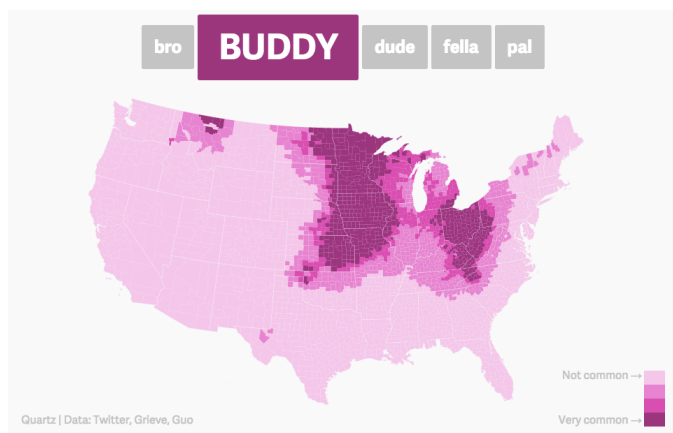 bro BUDDY dude fella pal
Not common →
Very common →
Quartz | Data: Twitter, Grieve, Guo